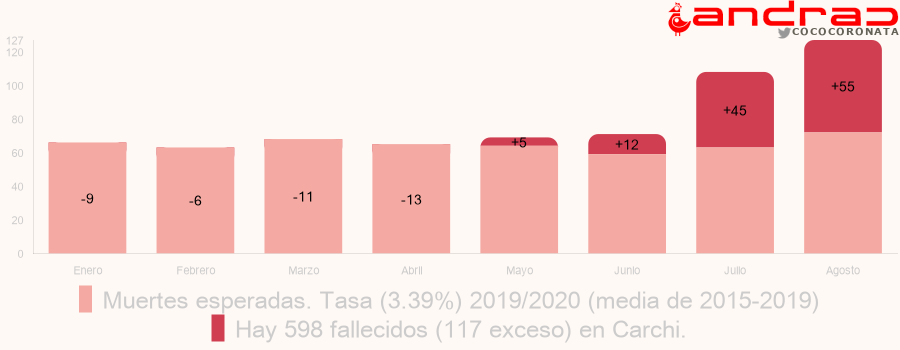 andrac
COCOCORONATA
127
120
100
80
60
40
20
0
-9
-6
-11
-13
+5
+12
+45
+55
Enero
Febrero
Marzo
Abril
Mayo
Junio
Julio
Agosto
Muertes esperadas. Tasa (3.39%) 2019/2020 (media de 2015-2019)
Hay 598 fallecidos (117 exceso) en Carchi.